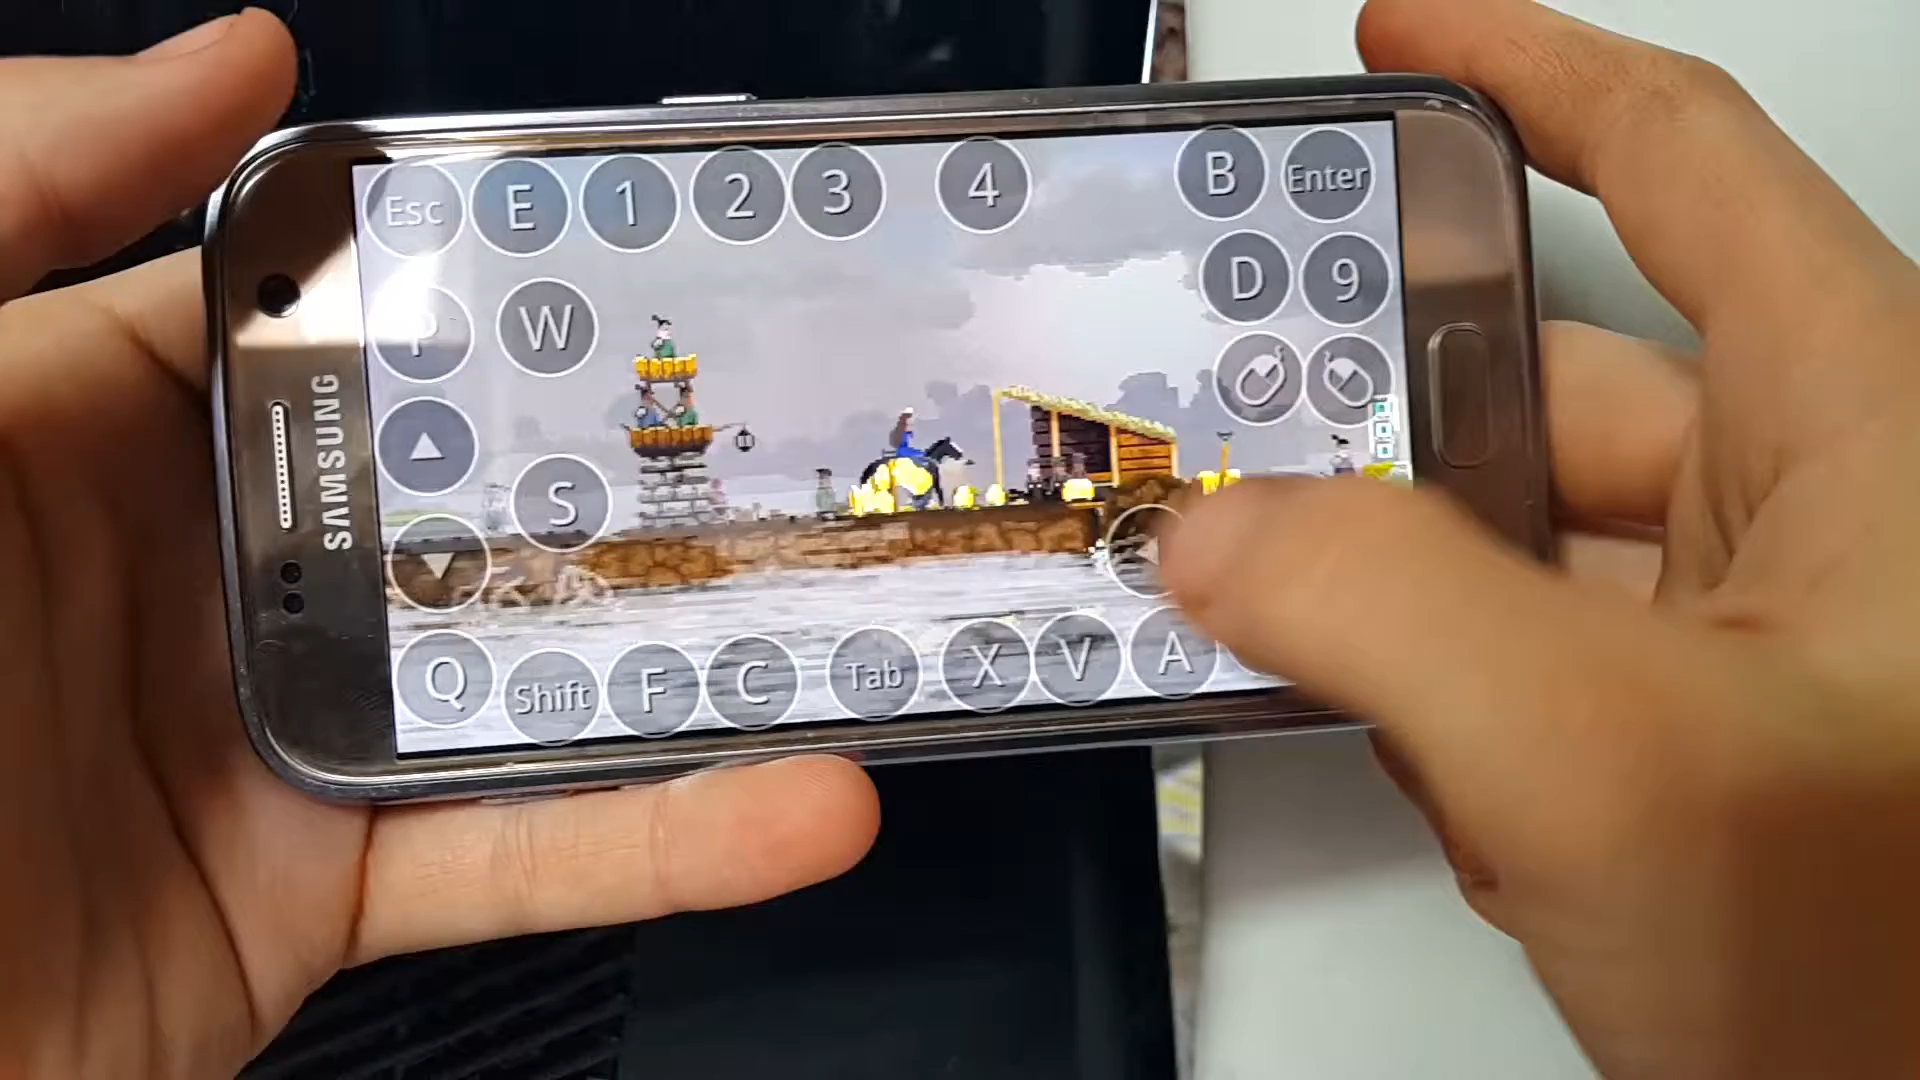 Esc E 1 2 3 4 B Enter
P W D 9
SAMSUNG
S
Q Shift F C Tab X V A